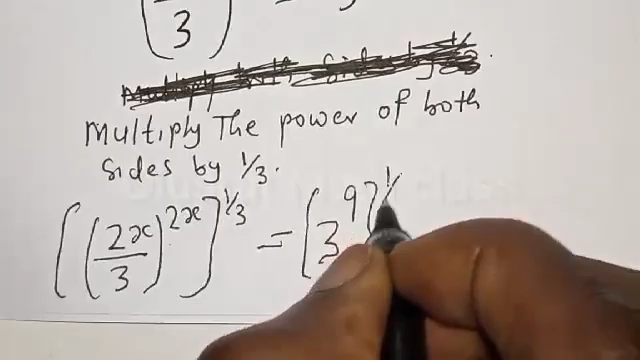 3
Multiply The power of both
sides by 1/3.
((2x/3)^2x)^1/3 = (3^9)^1/